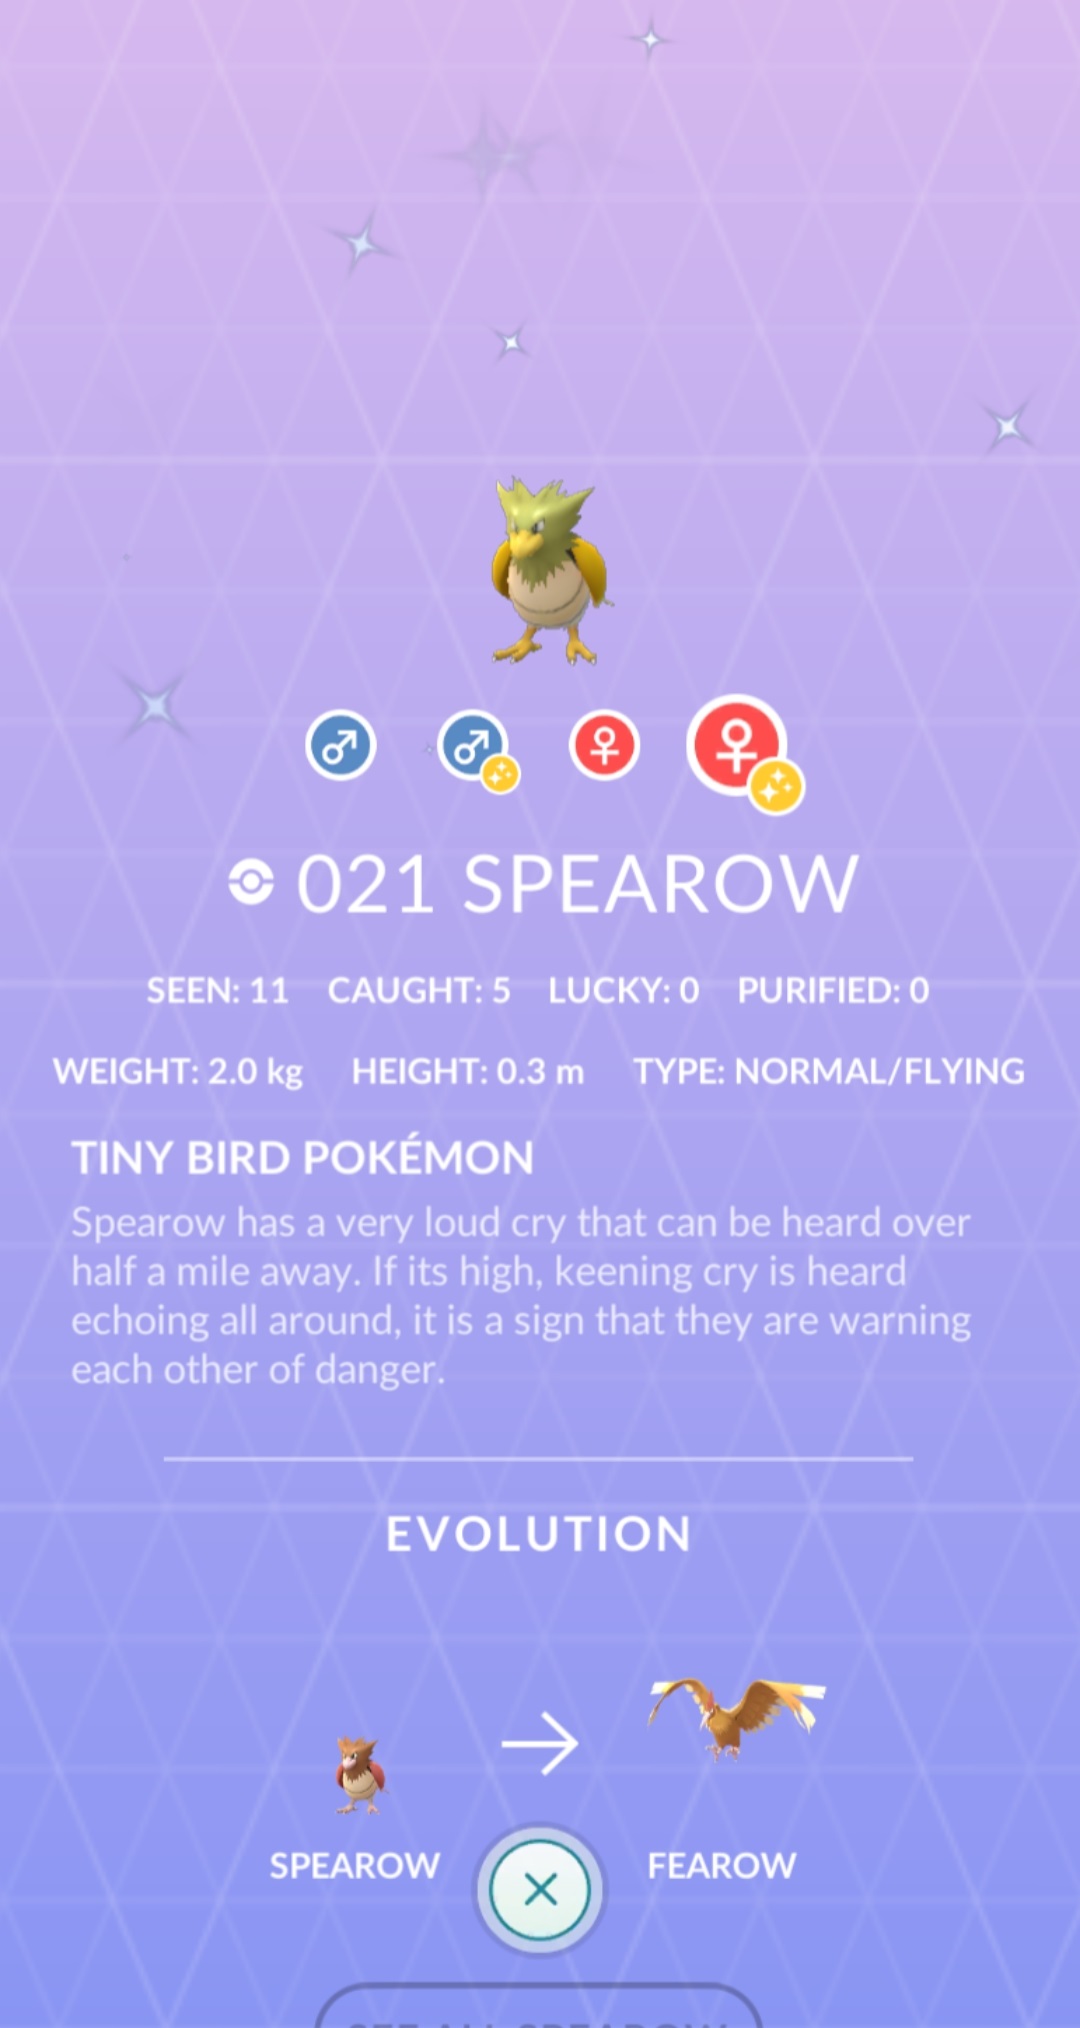 021 SPEAROW
SEEN: 11 CAUGHT: 5 LUCKY: 0 PURIFIED: 0
WEIGHT: 2.0 kg HEIGHT: 0.3 m TYPE: NORMAL/FLYING
TINY BIRD POKÉMON
Spearow has a very loud cry that can be heard over
half a mile away. If its high, keening cry is heard
echoing all around, it is a sign that they are warning
each other of danger.
EVOLUTION
SPEAROW FEAROW
SEE ALL SPEAROW